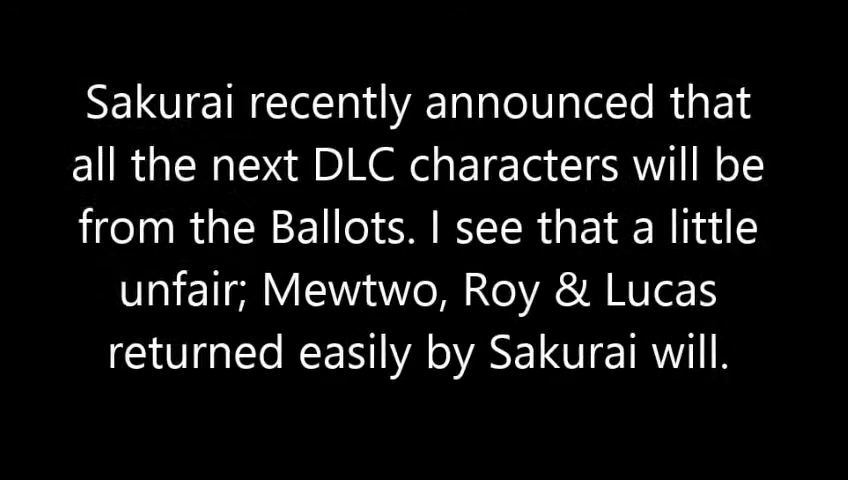 Sakurai recently announced that
all the next DLC characters will be
from the Ballots. I see that a little
unfair; Mewtwo, Roy & Lucas
returned easily by Sakurai will.